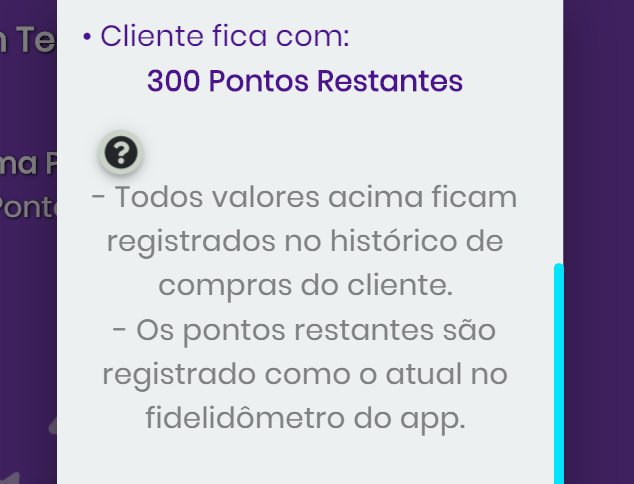 • Cliente fica com:
300 Pontos Restantes
?
- Todos valores acima ficam
registrados no histórico de
compras do cliente.
- Os pontos restantes são
registrado como o atual no
fidelidômetro do app.